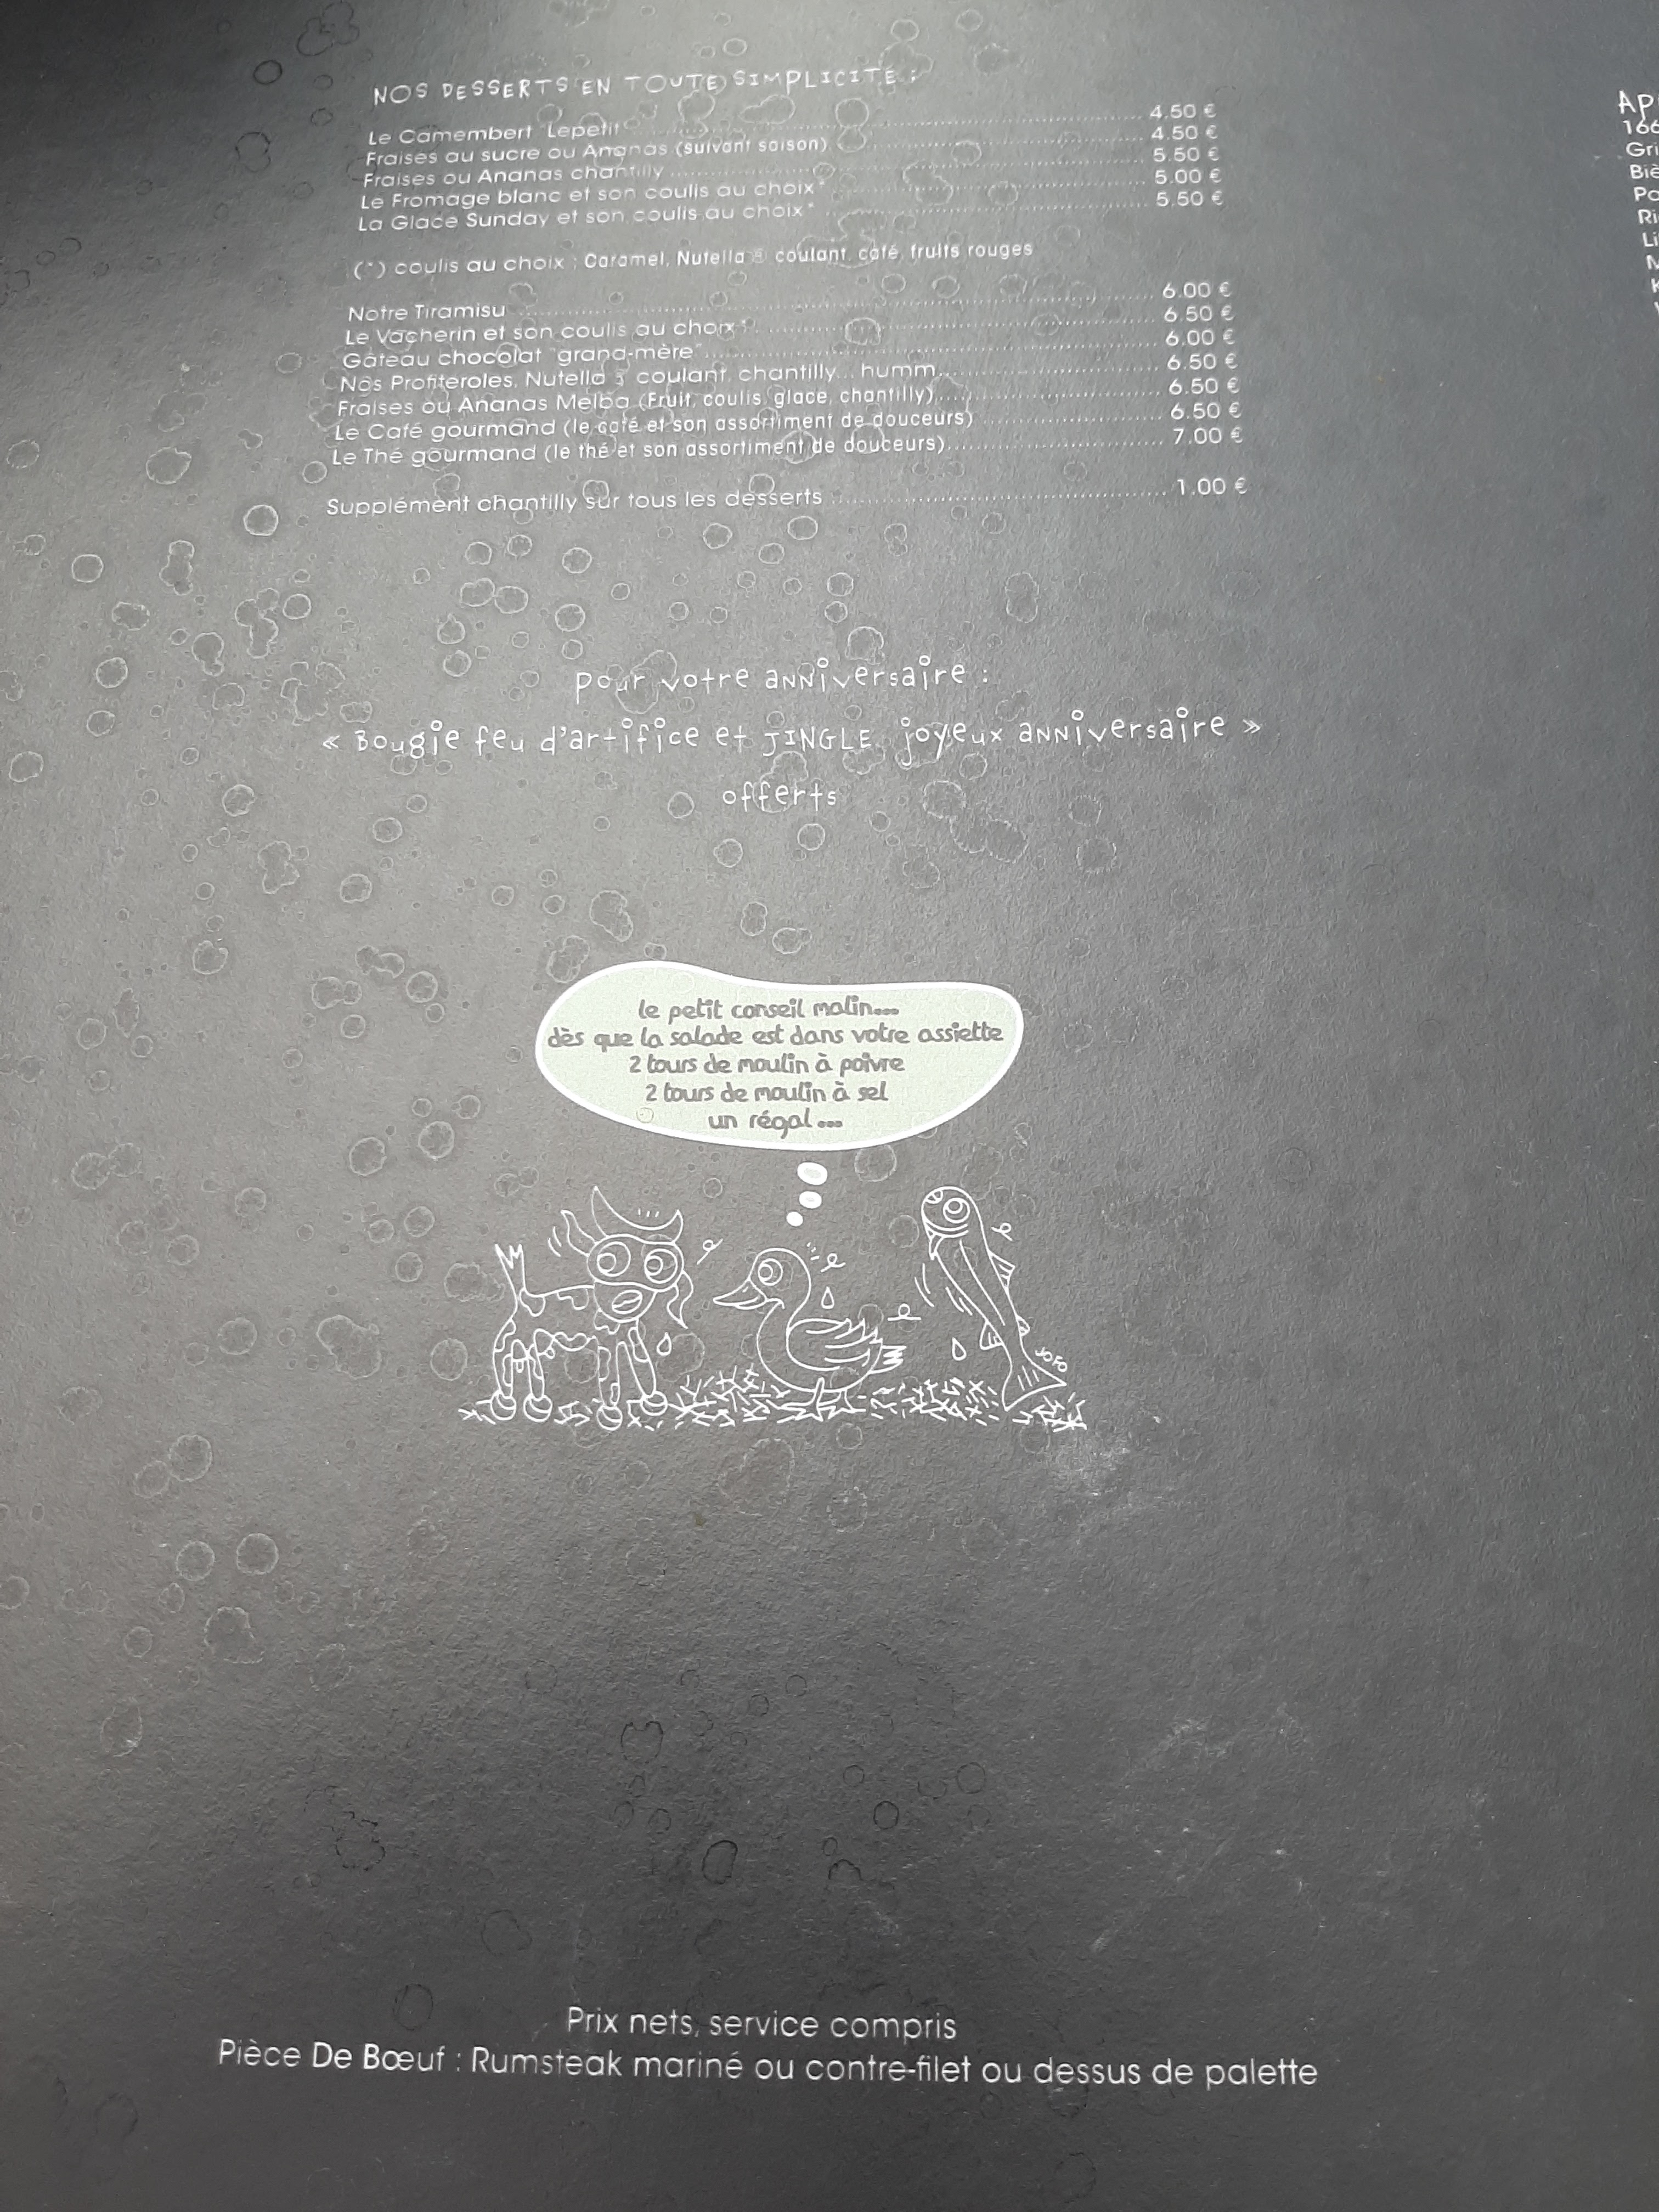 NOS DESSERTS EN TOUTE SIMPLICITÉ :
Le Camembert "Lepetit" 4.50 €
Fraises au sucre ou Ananas (suivant saison) 4.50 €
Fraises ou Ananas chantilly 5.50 €
Le Fromage blanc et son coulis au choix* 5.00 €
La Glace Sunday et son coulis au choix* 5.50 €
(*) coulis au choix : Caramel, Nutella ® coulant, café, fruits rouges
Notre Tiramisu 6.00 €
Le Vacherin et son coulis au choix* 6.50 €
Gâteau chocolat "grand-mère" 6.00 €
Nos Profiteroles, Nutella ® coulant, chantilly... humm 6.50 €
Fraises ou Ananas Melba (Fruit, coulis, glace, chantilly) 6.50 €
Le Café gourmand (le café et son assortiment de douceurs) 6.50 €
Le Thé gourmand (le thé et son assortiment de douceurs) 7.00 €
Supplément chantilly sur tous les desserts 1.00 €
Pour votre anniversaire :
« Bougie feu d'artifice et JINGLE joyeux anniversaire »
offerts
le petit conseil malin...
dès que la salade est dans votre assiette
2 tours de moulin à poivre
2 tours de moulin à sel
un régal...
JOFO
Prix nets, service compris
Pièce De Bœuf : Rumsteak mariné ou contre-filet ou dessus de palette
AP
166
Gri
Biè
Ri
Li